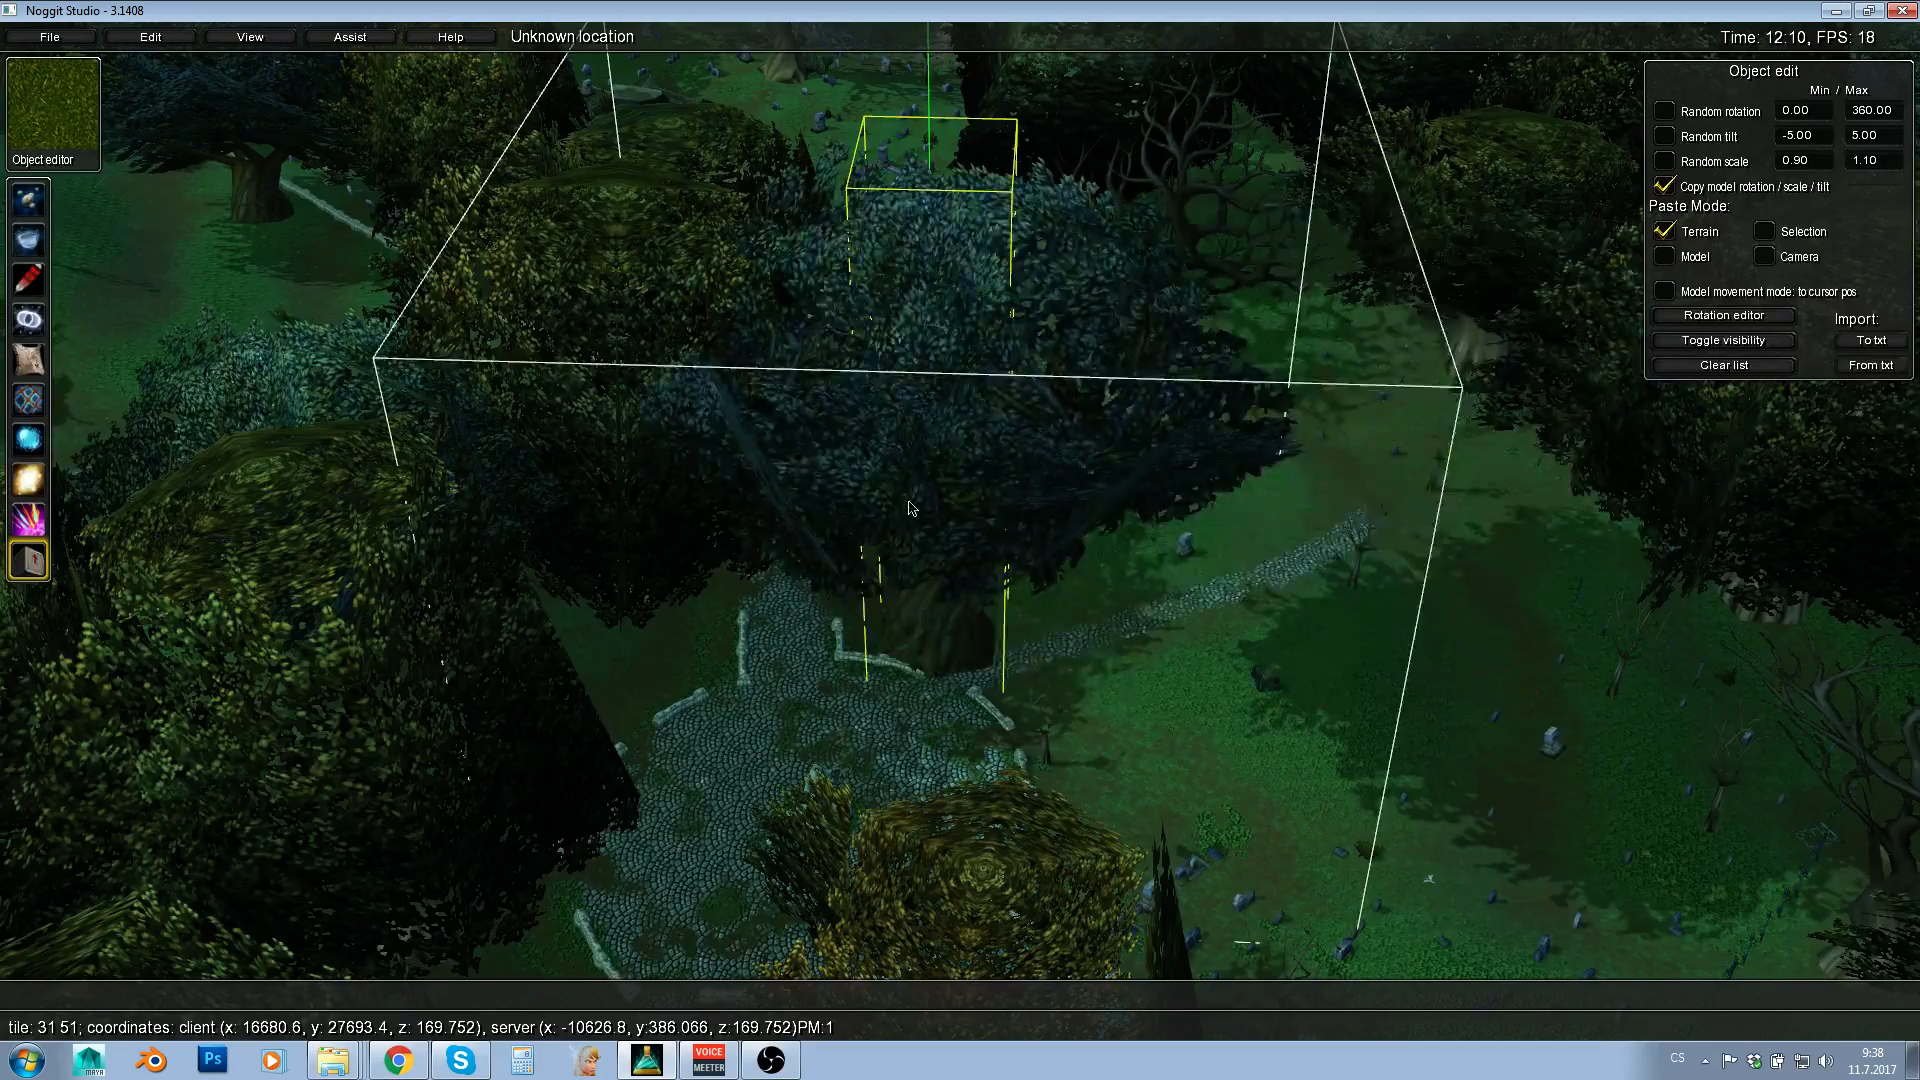 Noggit Studio - 3.1408
File Edit View Assist Help Unknown location Time: 12:10, FPS: 18
Object editor
Object edit
Min / Max
Random rotation 0.00 360.00
Random tilt -5.00 5.00
Random scale 0.90 1.10
Copy model rotation / scale / tilt
Paste Mode:
Terrain Selection
Model Camera
Model movement mode: to cursor pos
Rotation editor Import:
Toggle visibility To txt
Clear list From txt
tile: 31 51; coordinates: client (x: 16680.6, y: 27693.4, z: 169.752), server (x: -10626.8, y:386.066, z:169.752)PM:1
MAYA
Ps
VOICE
MEETER
CS
9:38
11.7.2017